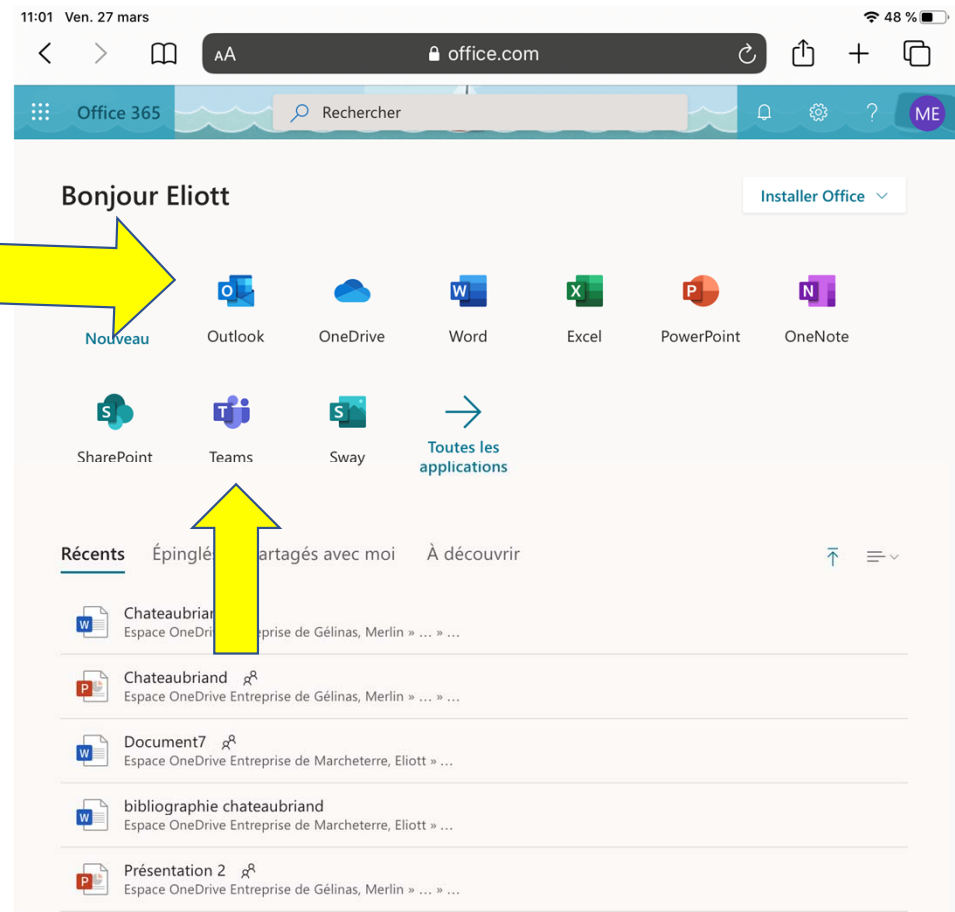 11:01 Ven. 27 mars 48 %
AA office.com
Office 365 Rechercher ? ME
Bonjour Eliott
Installer Office
Nouveau Outlook OneDrive Word Excel PowerPoint OneNote
SharePoint Teams Sway Toutes les
applications
Récents Épinglés artagés avec moi À découvrir
Chateaubrian
Espace OneDri eprise de Gélinas, Merlin » ... » ...
Chateaubriand
Espace OneDrive Entreprise de Gélinas, Merlin » ... » ...
Document7
Espace OneDrive Entreprise de Marcheterre, Eliott » ...
bibliographie chateaubriand
Espace OneDrive Entreprise de Marcheterre, Eliott » ...
Présentation 2
Espace OneDrive Entreprise de Gélinas, Merlin » ... » ...